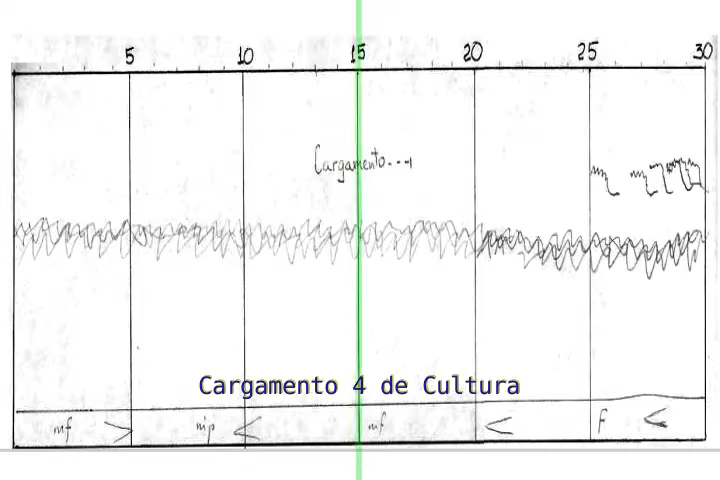 5 10 15 20 25 30
Cargamento
Cargamento 4 de Cultura
mf > mp < mf < F <